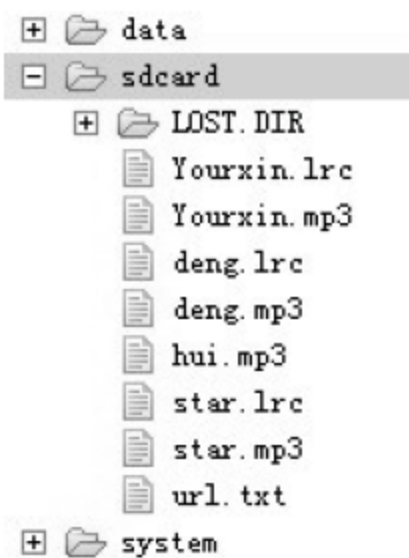 data
sdcard
LOST.DIR
Yourxin.lrc
Yourxin.mp3
deng.lrc
deng.mp3
hui.mp3
star.lrc
star.mp3
url.txt
system